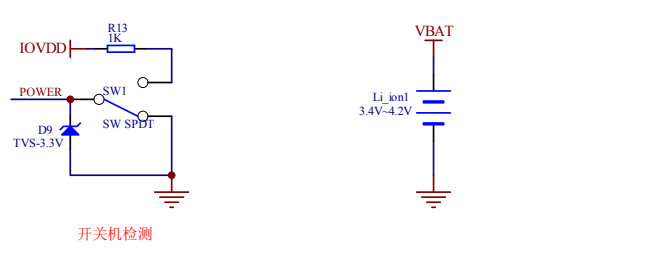 R13
1K
IOVDD
VBAT
POWER
SW1
SW SPDT
D9
TVS-3.3V
Li_ion1
3.4V~4.2V
开关机检测